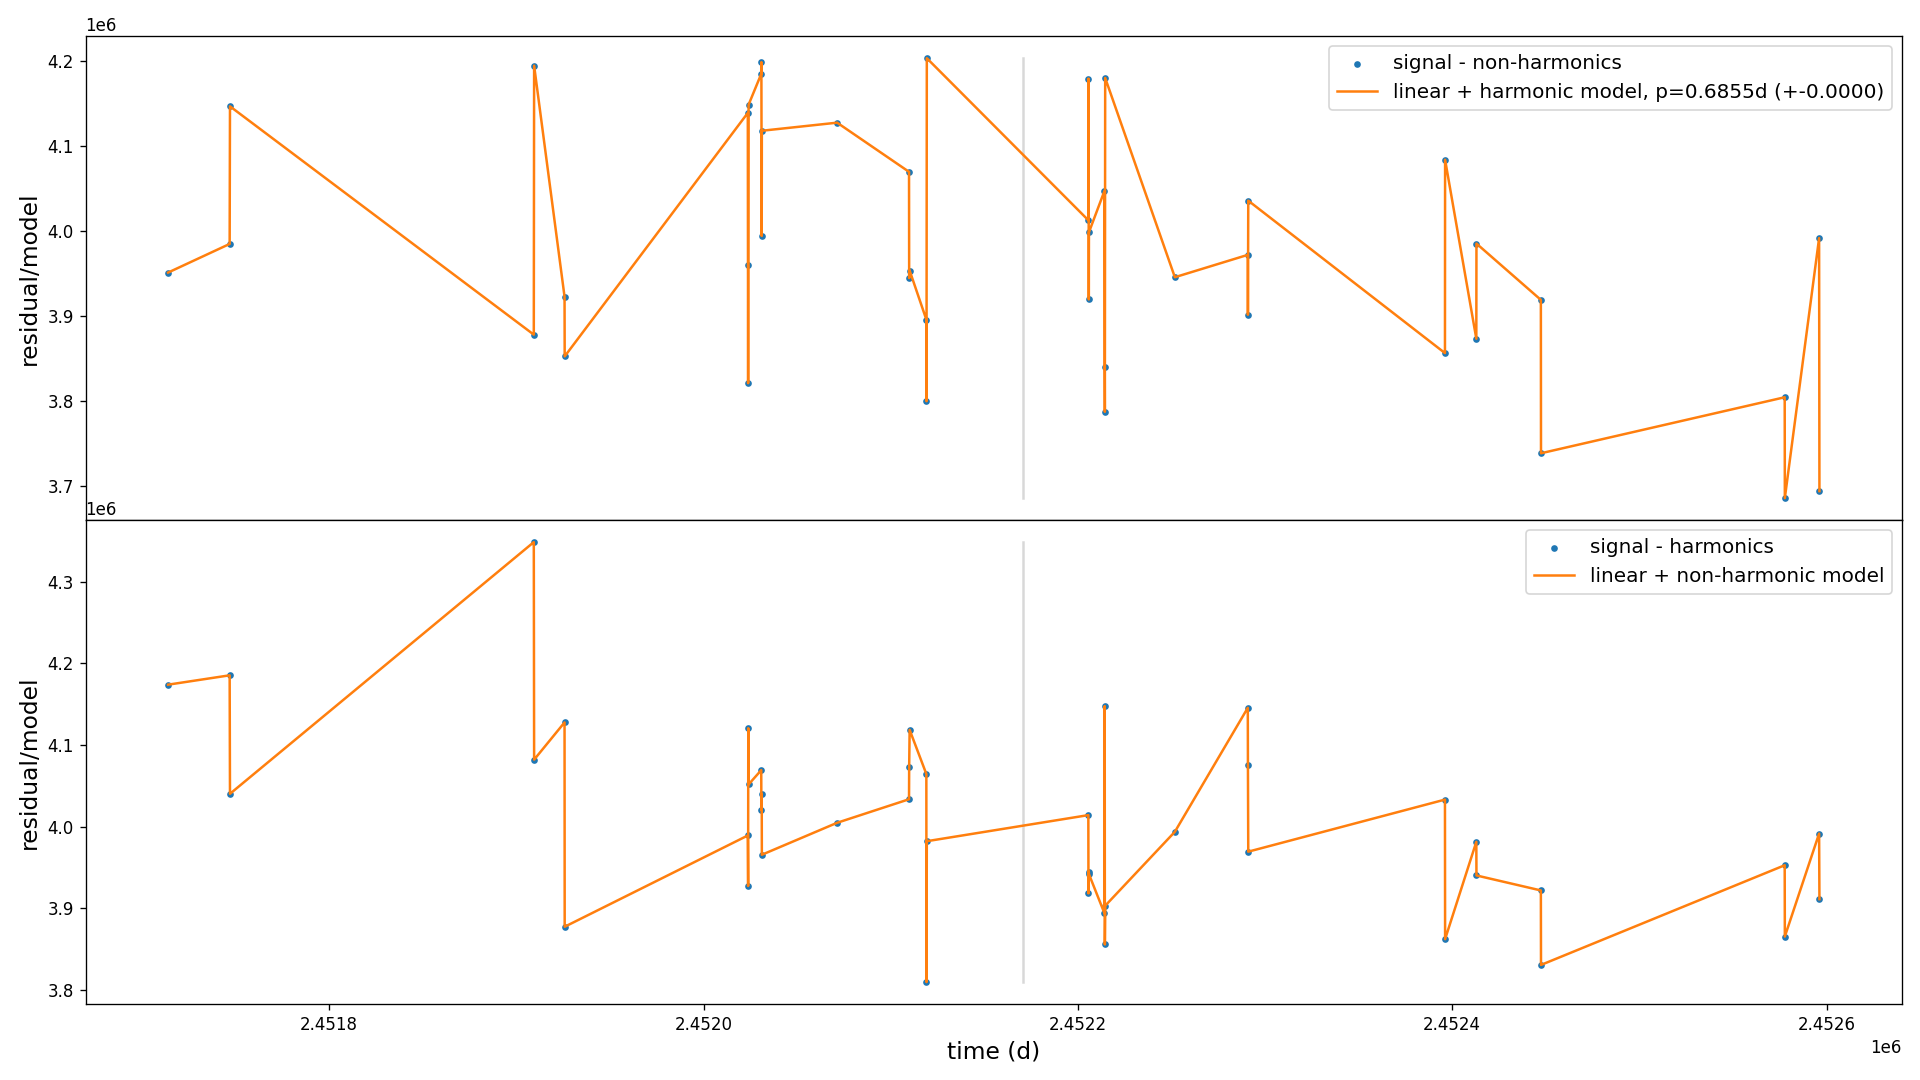 1e6
4.2
4.1
4.0
3.9
3.8
3.7
residual/model
signal - non-harmonics
linear + harmonic model, p=0.6855d (+-0.0000)
1e6
4.3
4.2
4.1
4.0
3.9
3.8
residual/model
signal - harmonics
linear + non-harmonic model
2.4518
2.4520
2.4522
2.4524
2.4526
time (d)
1e6